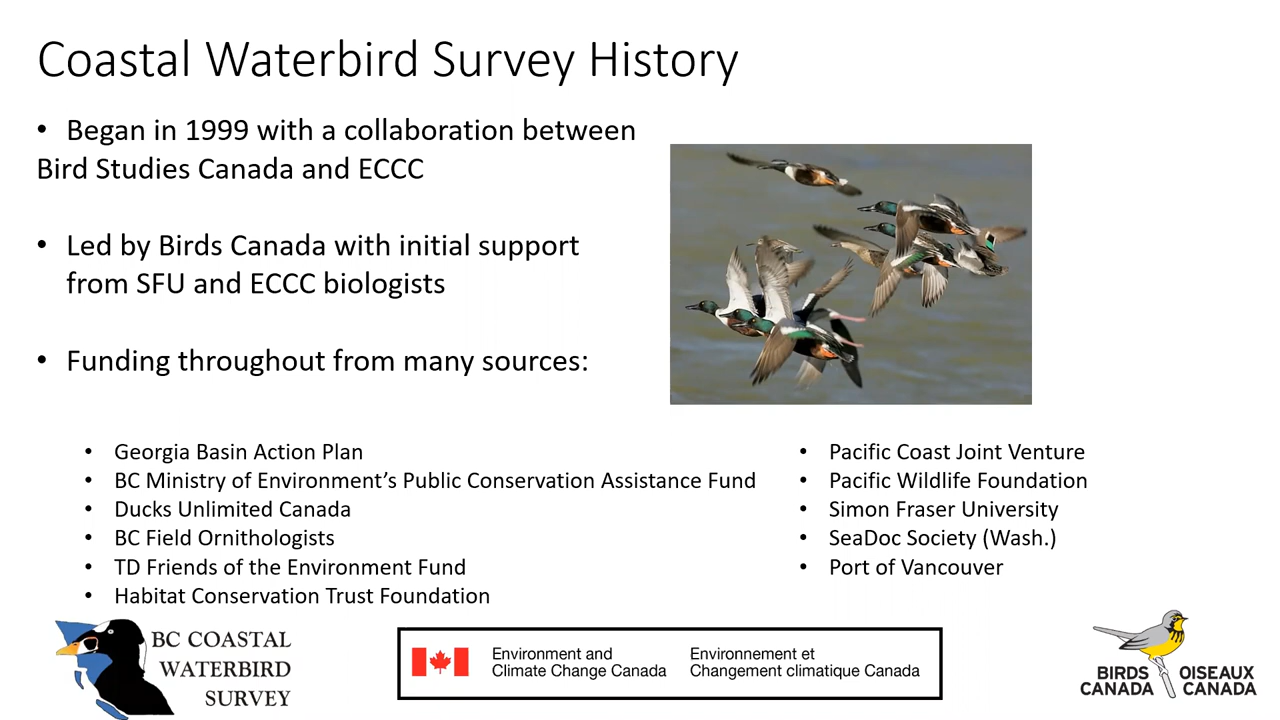 Coastal Waterbird Survey History
• Began in 1999 with a collaboration between
Bird Studies Canada and ECCC
• Led by Birds Canada with initial support
from SFU and ECCC biologists
• Funding throughout from many sources:
• Georgia Basin Action Plan
• BC Ministry of Environment’s Public Conservation Assistance Fund
• Ducks Unlimited Canada
• BC Field Ornithologists
• TD Friends of the Environment Fund
• Habitat Conservation Trust Foundation
• Pacific Coast Joint Venture
• Pacific Wildlife Foundation
• Simon Fraser University
• SeaDoc Society (Wash.)
• Port of Vancouver
BC COASTAL
WATERBIRD
SURVEY
Environment and
Climate Change Canada
Environnement et
Changement climatique Canada
BIRDS
CANADA
OISEAUX
CANADA